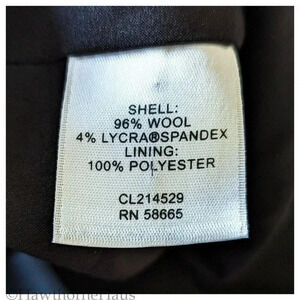 SHELL:
96% WOOL
4% LYCRA®SPANDEX
LINING:
100% POLYESTER
CL214529
RN 58665
©HawthorneHaus